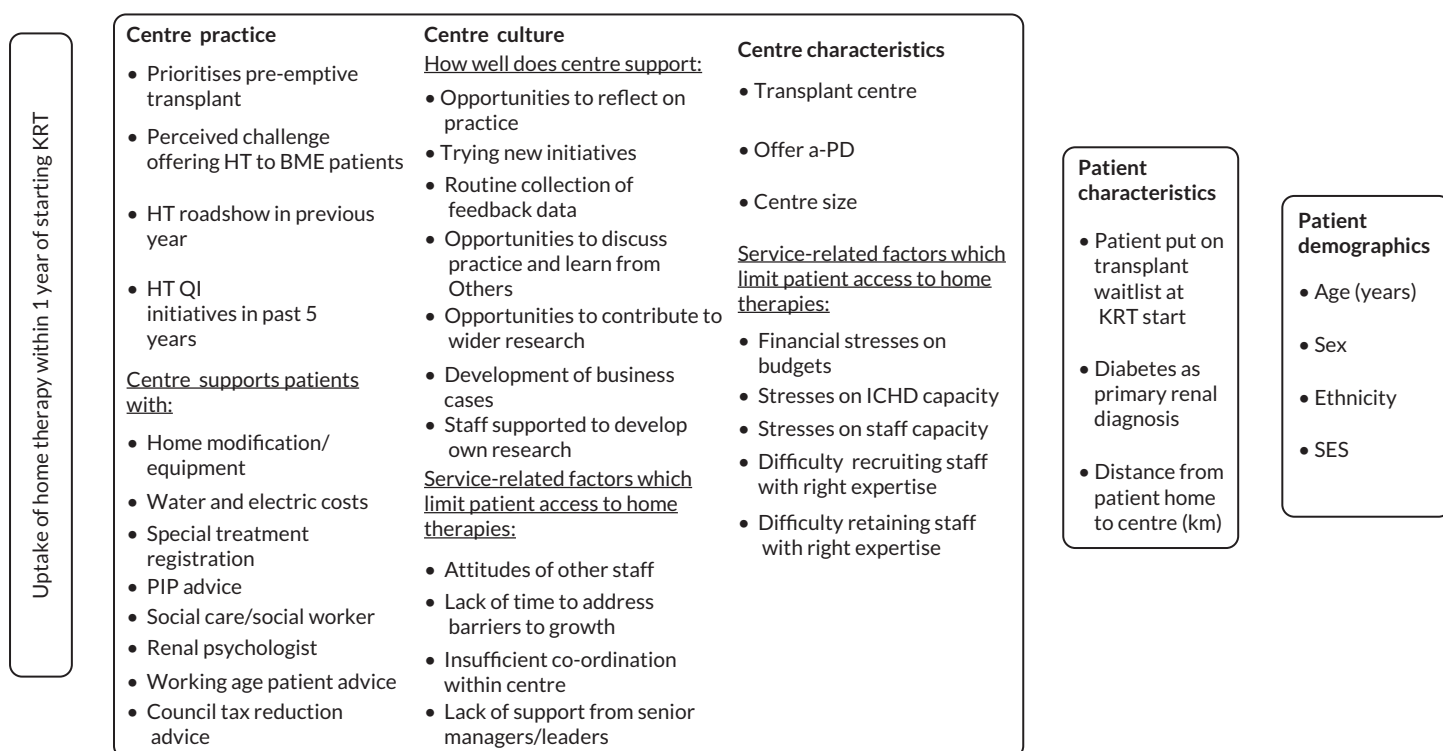 Uptake of home therapy within 1 year of starting KRT
Centre practice
• Prioritises pre-emptive
transplant
• Perceived challenge
offering HT to BME patients
• HT roadshow in previous
year
• HT QI
initiatives in past 5
years
Centre supports patients
with:
• Home modification/
equipment
• Water and electric costs
• Special treatment
registration
• PIP advice
• Social care/social worker
• Renal psychologist
• Working age patient advice
• Council tax reduction
advice
Centre culture
How well does centre support:
• Opportunities to reflect on
practice
• Trying new initiatives
• Routine collection of
feedback data
• Opportunities to discuss
practice and learn from
Others
• Opportunities to contribute to
wider research
• Development of business
cases
• Staff supported to develop
own research
Service-related factors which
limit patient access to home
therapies:
• Attitudes of other staff
• Lack of time to address
barriers to growth
• Insufficient co-ordination
within centre
• Lack of support from senior
managers/leaders
Centre characteristics
• Transplant centre
• Offer a-PD
• Centre size
Service-related factors which
limit patient access to home
therapies:
• Financial stresses on
budgets
• Stresses on ICHD capacity
• Stresses on staff capacity
• Difficulty recruiting staff
with right expertise
• Difficulty retaining staff
with right expertise
Patient
characteristics
• Patient put on
transplant
waitlist at
KRT start
• Diabetes as
primary renal
diagnosis
• Distance from
patient home
to centre (km)
Patient
demographics
• Age (years)
• Sex
• Ethnicity
• SES